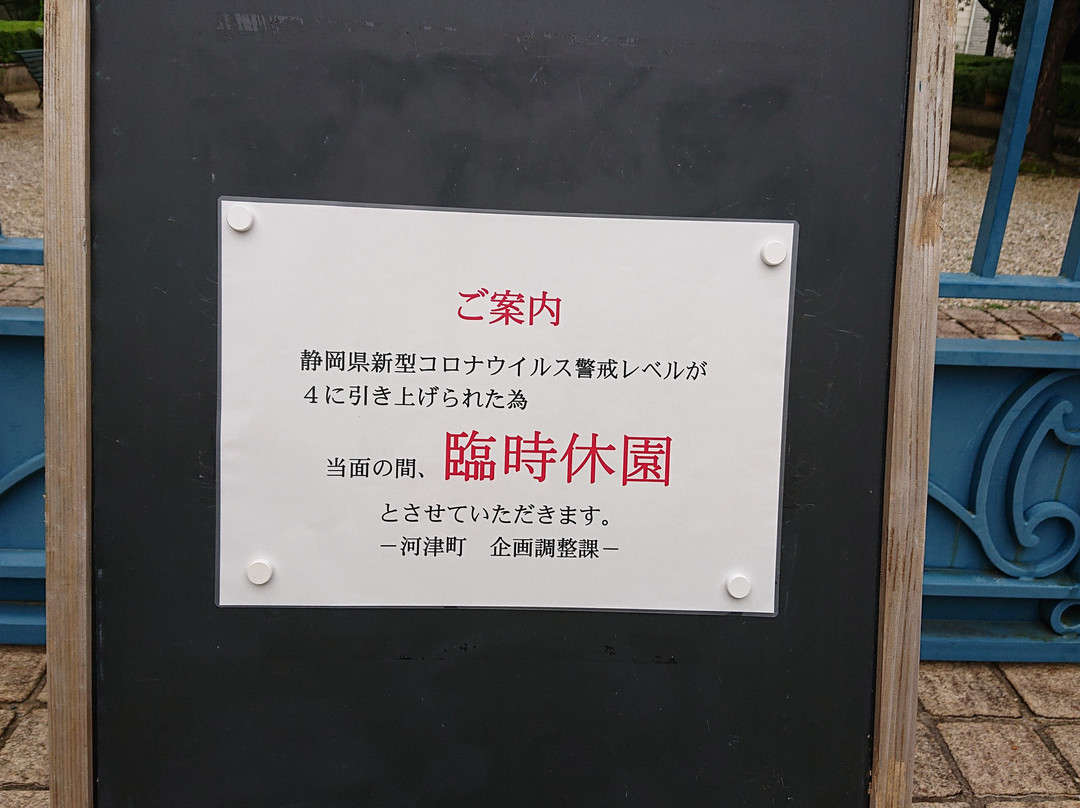 ご案内
静岡県新型コロナウイルス警戒レベルが
４に引き上げられた為
当面の間、臨時休園
とさせていただきます。
－河津町　企画調整課－